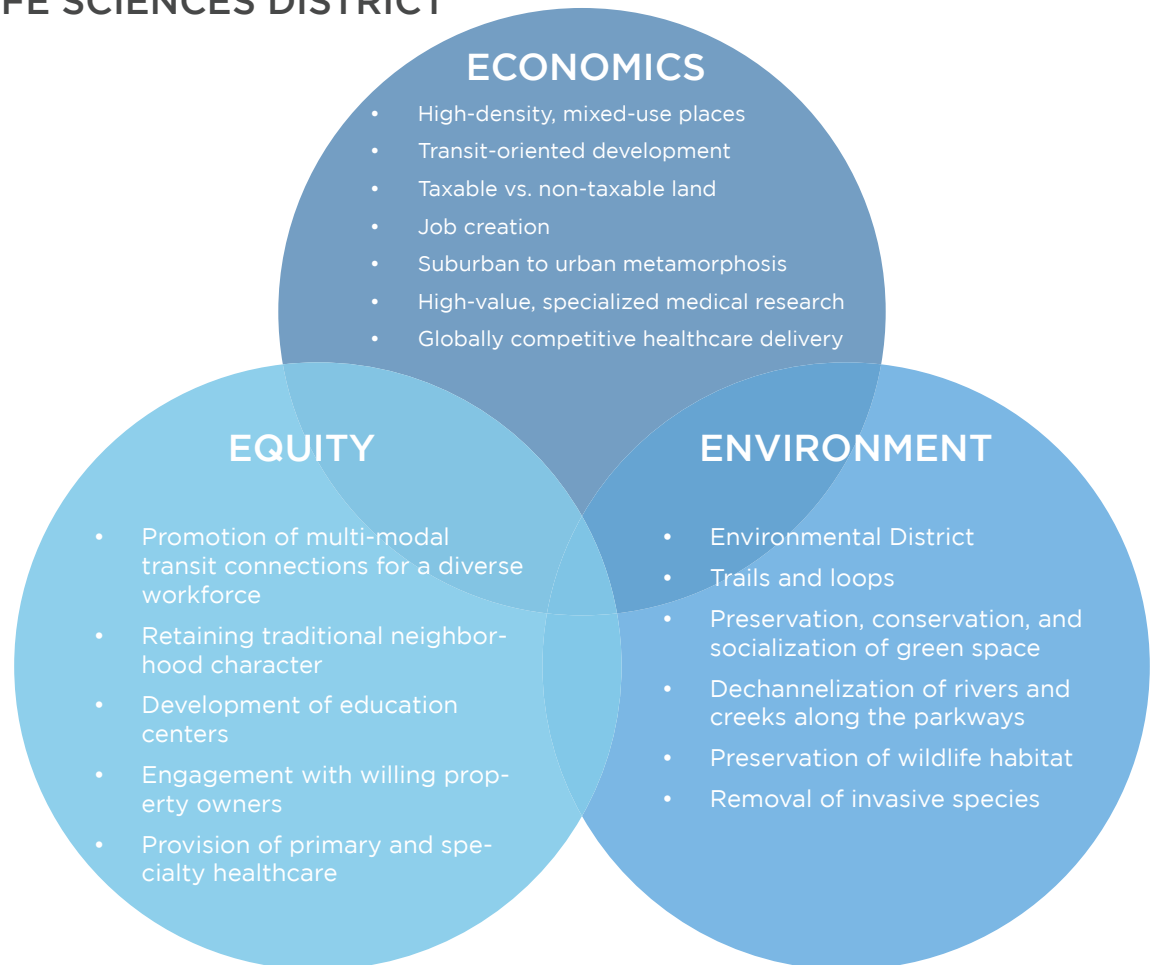 FE SCIENCES DISTRICT
ECONOMICS
• High-density, mixed-use places
• Transit-oriented development
• Taxable vs. non-taxable land
• Job creation
• Suburban to urban metamorphosis
• High-value, specialized medical research
• Globally competitive healthcare delivery
EQUITY
• Promotion of multi-modal
transit connections for a diverse
workforce
• Retaining traditional neighbor-
hood character
• Development of education
centers
• Engagement with willing prop-
erty owners
• Provision of primary and spe-
cialty healthcare
ENVIRONMENT
• Environmental District
• Trails and loops
• Preservation, conservation, and
socialization of green space
• Dechannelization of rivers and
creeks along the parkways
• Preservation of wildlife habitat
• Removal of invasive species